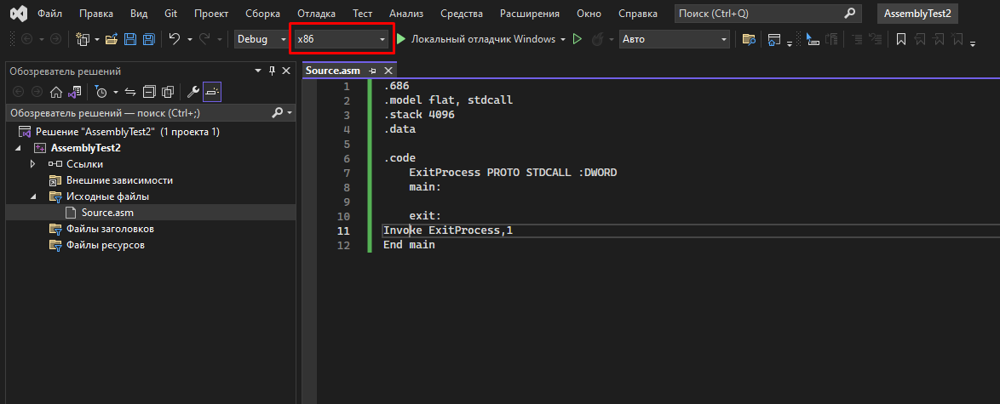 Файл Правка Вид Git Проект Сборка Отладка Тест Анализ Средства Расширения Окно Справка Поиск (Ctrl+Q) AssemblyTest2
Debug x86 Локальный отладчик Windows Авто
Обозреватель решений
Обозреватель решений — поиск (Ctrl+;)
Решение "AssemblyTest2" (1 проекта 1)
AssemblyTest2
Ссылки
Внешние зависимости
Исходные файлы
Source.asm
Файлы заголовков
Файлы ресурсов
Source.asm
1 .686
2 .model flat, stdcall
3 .stack 4096
4 .data
5
6 .code
7 ExitProcess PROTO STDCALL :DWORD
8 main:
9
10 exit:
11 Invoke ExitProcess,1
12 End main